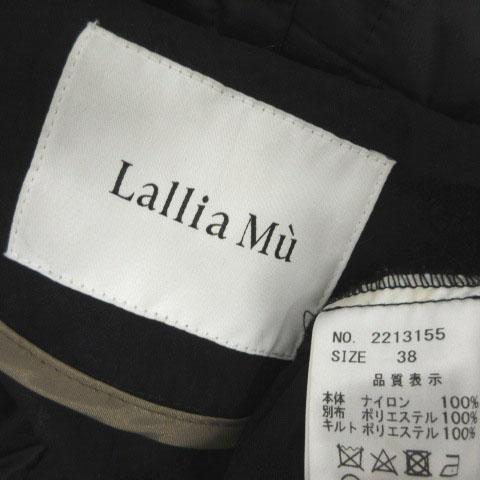 Lallia Mù
NO. 2213155
SIZE 38
品質表示
本体 ナイロン 100%
別布 ポリエステル 100%
キルト ポリエステル 100%